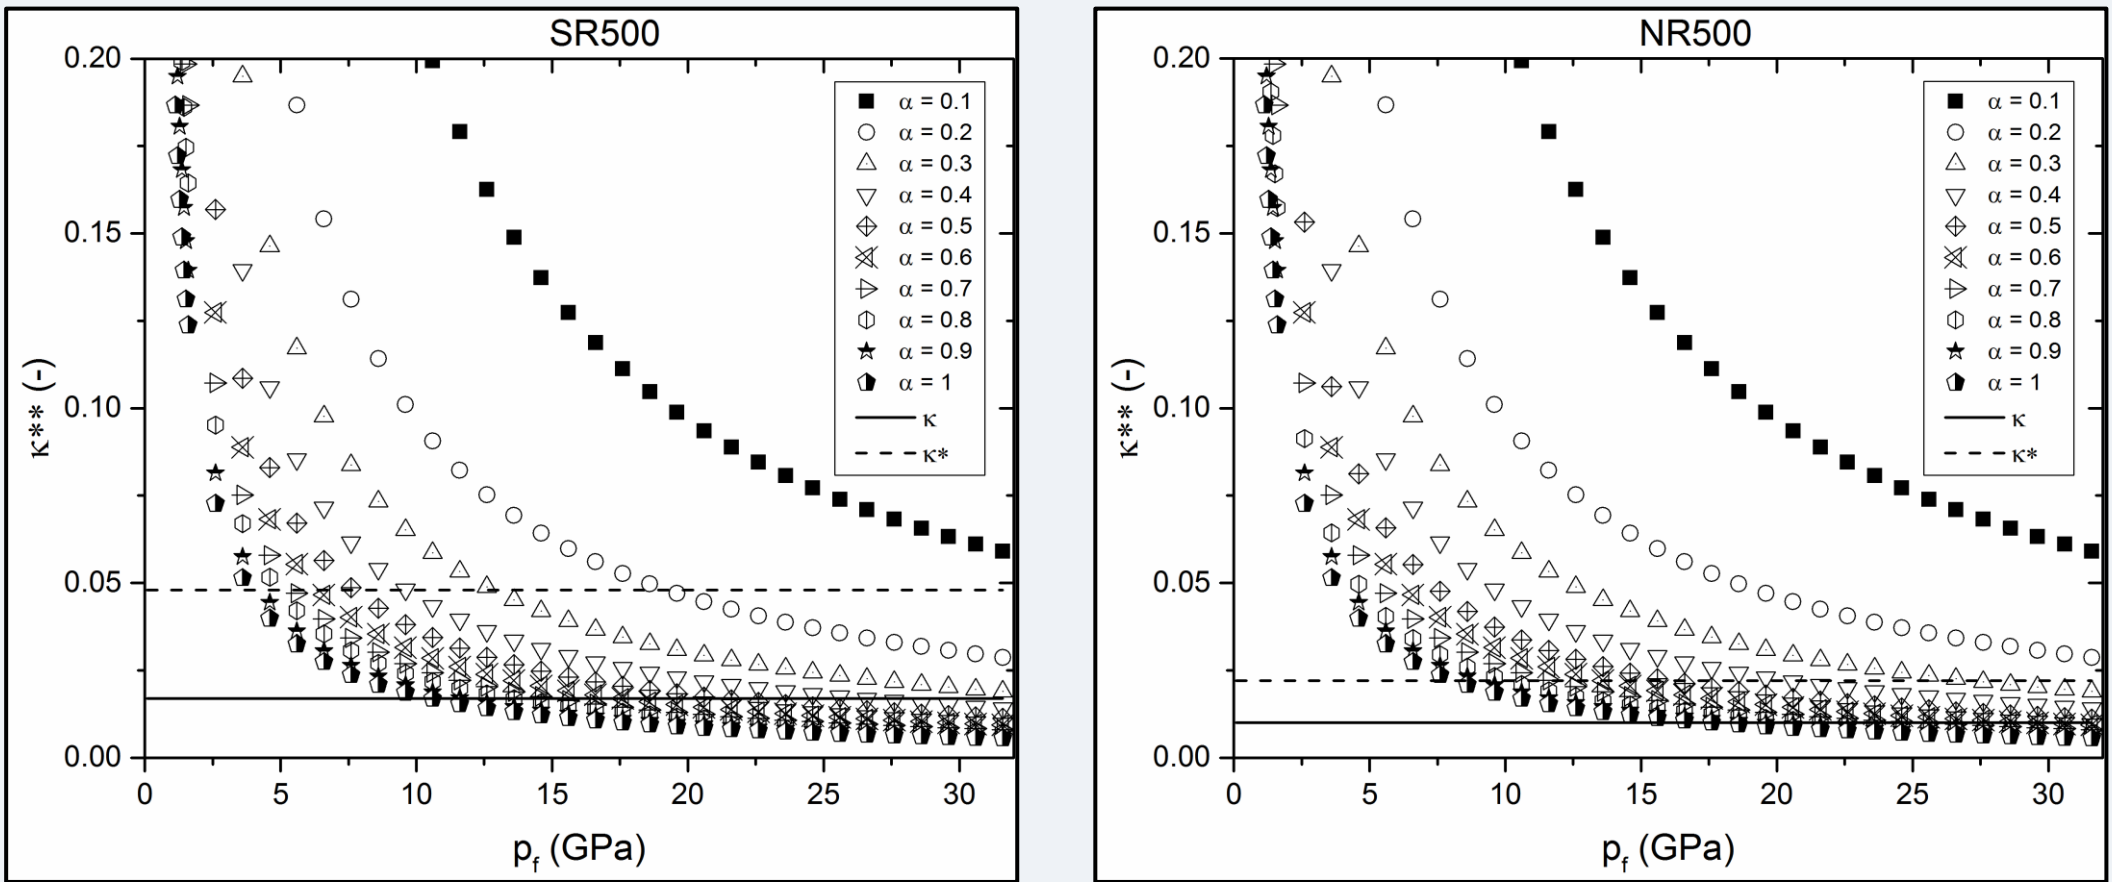 SR500
0.20
0.15
0.10
0.05
0.00
κ** (-)
0
5
10
15
20
25
30
p_f (GPa)
α = 0.1
α = 0.2
α = 0.3
α = 0.4
α = 0.5
α = 0.6
α = 0.7
α = 0.8
α = 0.9
α = 1
κ
κ*
NR500
0.20
0.15
0.10
0.05
0.00
κ** (-)
0
5
10
15
20
25
30
p_f (GPa)
α = 0.1
α = 0.2
α = 0.3
α = 0.4
α = 0.5
α = 0.6
α = 0.7
α = 0.8
α = 0.9
α = 1
κ
κ*